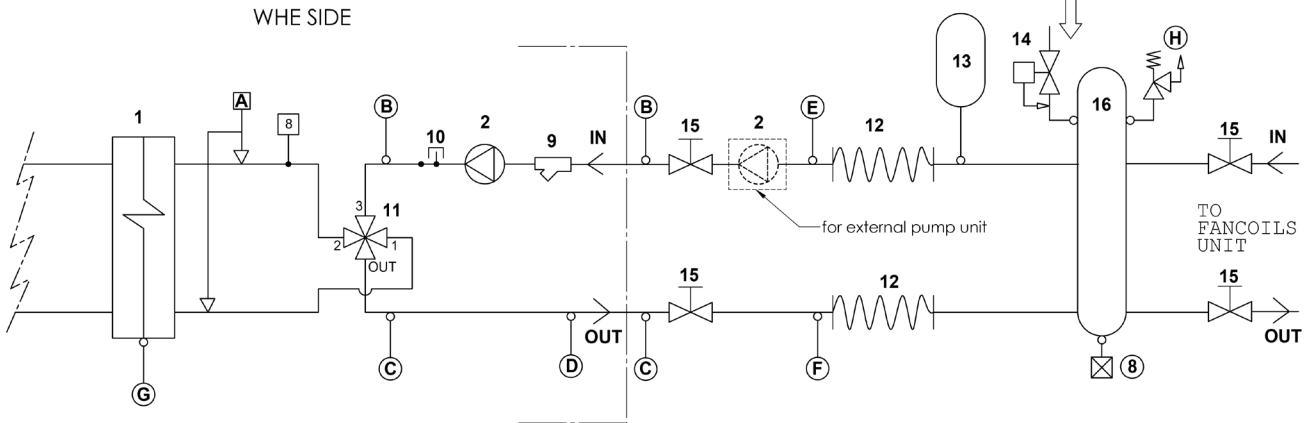 WHE SIDE
14
H
13
1
A
B
B
E
16
8
10
2
9
IN
15
2
12
15
IN
3
11
2
1
OUT
for external pump unit
TO
FANCOILS
UNIT
15
12
15
OUT
OUT
C
D
C
F
8
G